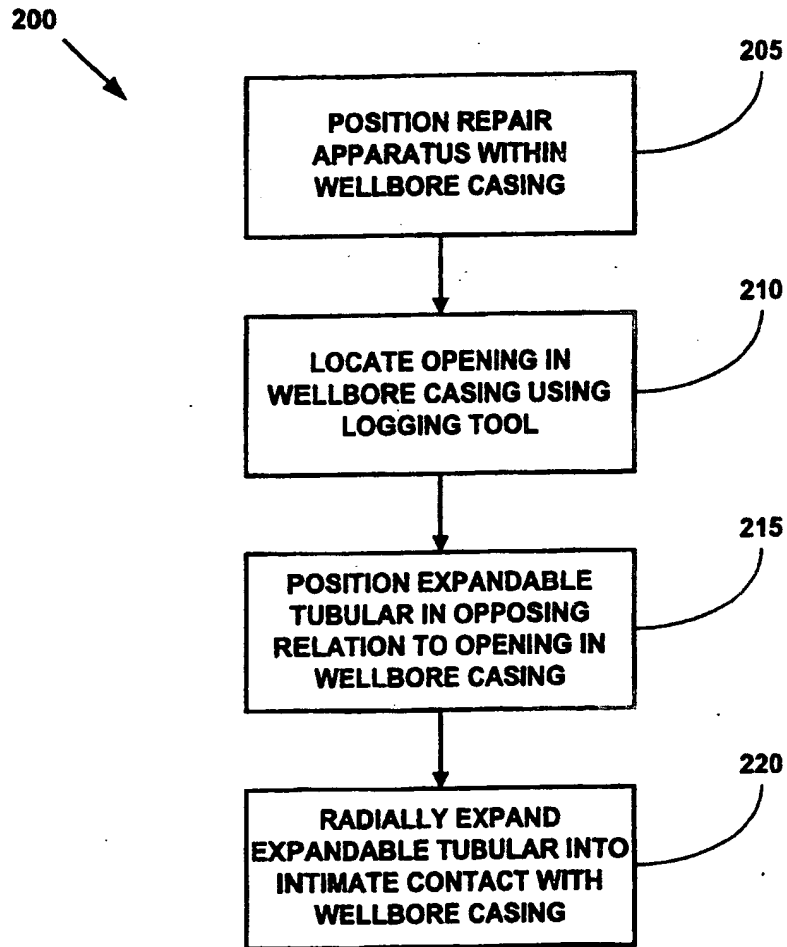 200
205
POSITION REPAIR
APPARATUS WITHIN
WELLBORE CASING
210
LOCATE OPENING IN
WELLBORE CASING USING
LOGGING TOOL
215
POSITION EXPANDABLE
TUBULAR IN OPPOSING
RELATION TO OPENING IN
WELLBORE CASING
220
RADIALLY EXPAND
EXPANDABLE TUBULAR INTO
INTIMATE CONTACT WITH
WELLBORE CASING